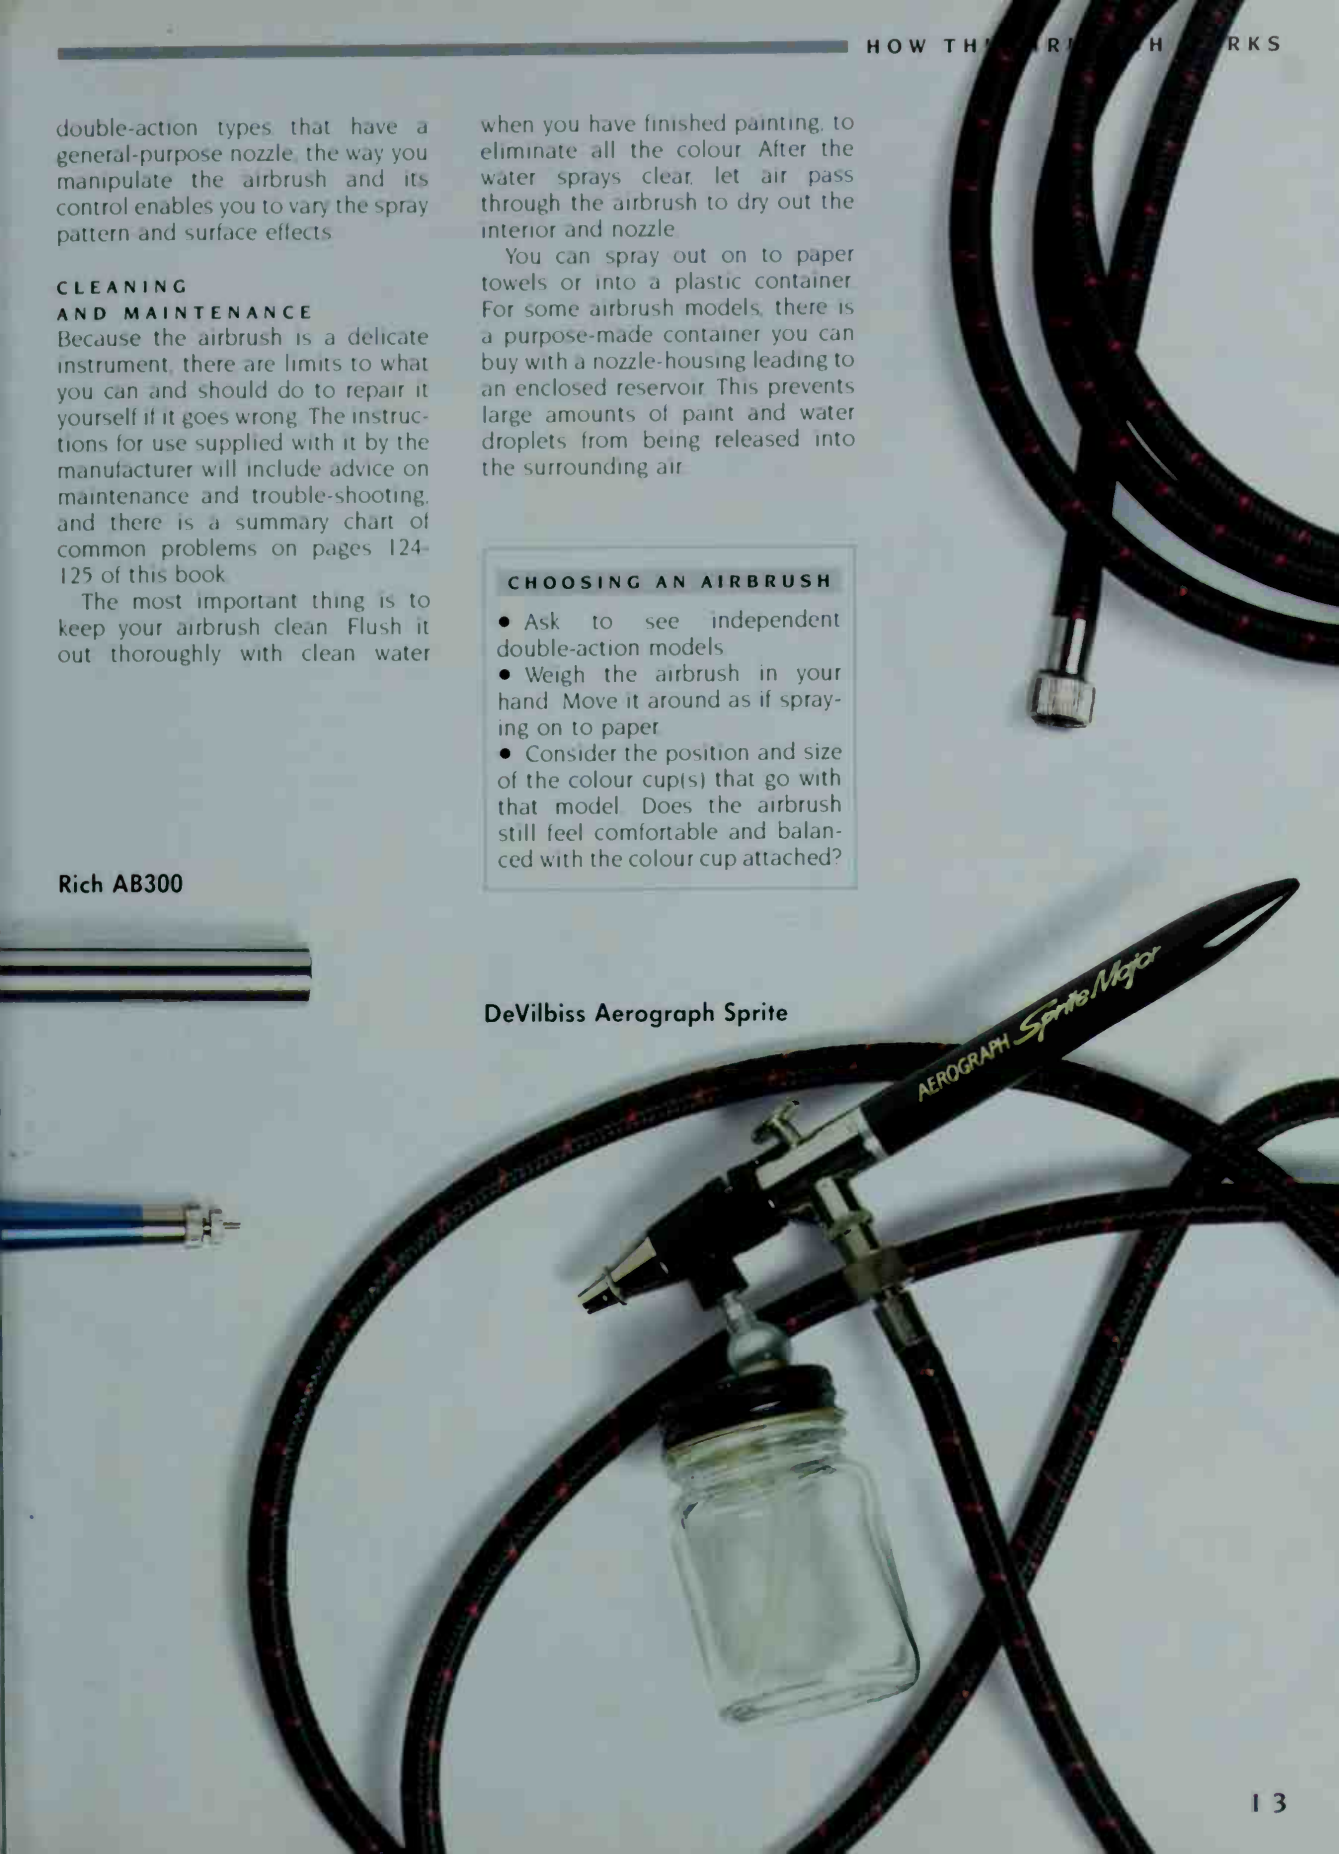 HOW TH R H RKS
double-action types that have a
general-purpose nozzle, the way you
manipulate the airbrush and its
control enables you to vary the spray
pattern and surface effects
CLEANING
AND MAINTENANCE
Because the airbrush is a delicate
instrument, there are limits to what
you can and should do to repair it
yourself if it goes wrong. The instruc-
tions for use supplied with it by the
manufacturer will include advice on
maintenance and trouble-shooting,
and there is a summary chart of
common problems on pages 124-
125 of this book
The most important thing is to
keep your airbrush clean. Flush it
out thoroughly with clean water
when you have finished painting, to
eliminate all the colour. After the
water sprays clear, let air pass
through the airbrush to dry out the
interior and nozzle.
You can spray out on to paper
towels or into a plastic container.
For some airbrush models, there is
a purpose-made container you can
buy with a nozzle-housing leading to
an enclosed reservoir. This prevents
large amounts of paint and water
droplets from being released into
the surrounding air.
CHOOSING AN AIRBRUSH
• Ask to see independent
double-action models
• Weigh the airbrush in your
hand. Move it around as if spray-
ing on to paper
• Consider the position and size
of the colour cup(s) that go with
that model. Does the airbrush
still feel comfortable and balan-
ced with the colour cup attached?
Rich AB300
DeVilbiss Aerograph Sprite
AEROGRAPH Sprite Major
13